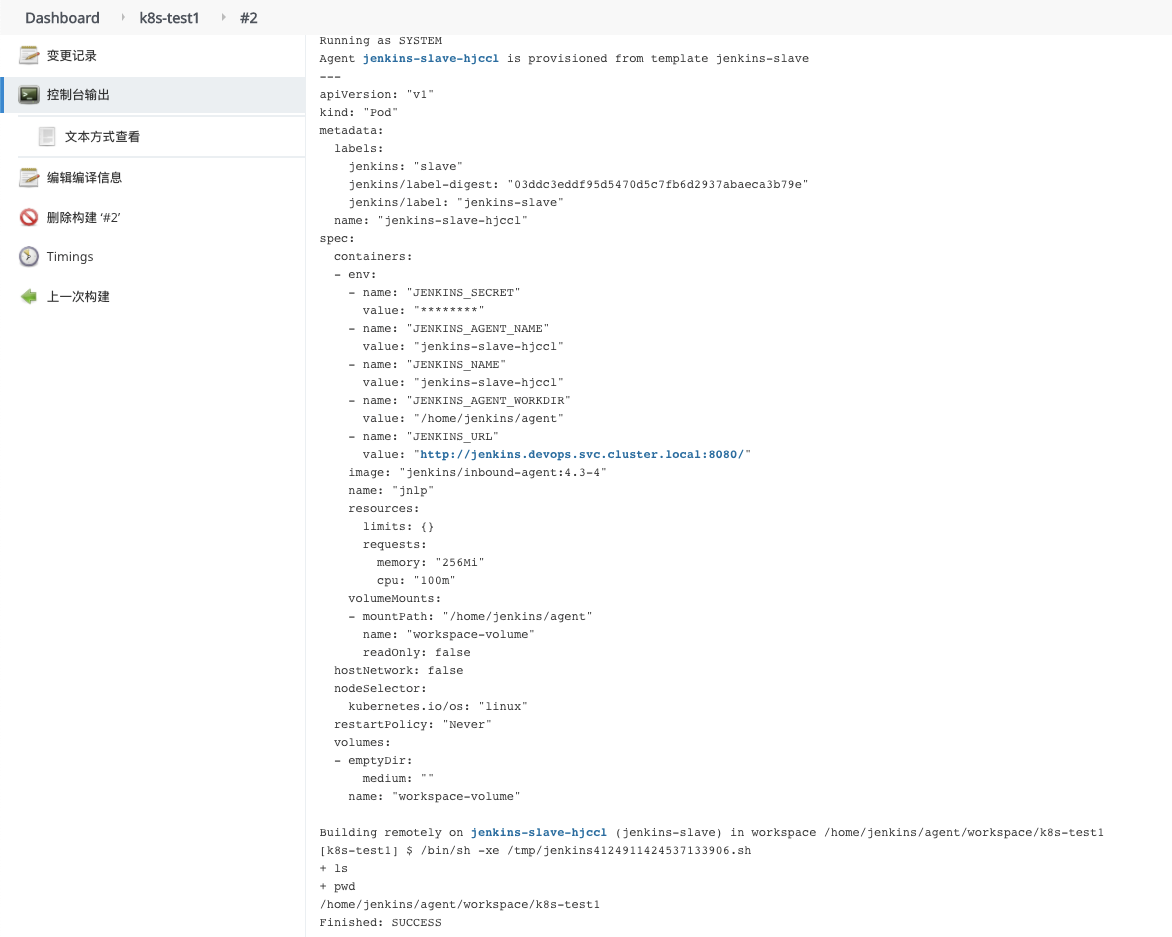 Dashboard k8s-test1 #2
变更记录
控制台输出
文本方式查看
编辑编译信息
删除构建 ‘#2’
Timings
上一次构建
Running as SYSTEM
Agent jenkins-slave-hjccl is provisioned from template jenkins-slave
---
apiVersion: "v1"
kind: "Pod"
metadata:
  labels:
    jenkins: "slave"
    jenkins/label-digest: "03ddc3eddf95d5470d5c7fb6d2937abaeca3b79e"
    jenkins/label: "jenkins-slave"
  name: "jenkins-slave-hjccl"
spec:
  containers:
  - env:
    - name: "JENKINS_SECRET"
      value: "********"
    - name: "JENKINS_AGENT_NAME"
      value: "jenkins-slave-hjccl"
    - name: "JENKINS_NAME"
      value: "jenkins-slave-hjccl"
    - name: "JENKINS_AGENT_WORKDIR"
      value: "/home/jenkins/agent"
    - name: "JENKINS_URL"
      value: "http://jenkins.devops.svc.cluster.local:8080/"
    image: "jenkins/inbound-agent:4.3-4"
    name: "jnlp"
    resources:
      limits: {}
      requests:
        memory: "256Mi"
        cpu: "100m"
    volumeMounts:
    - mountPath: "/home/jenkins/agent"
      name: "workspace-volume"
      readOnly: false
  hostNetwork: false
  nodeSelector:
    kubernetes.io/os: "linux"
  restartPolicy: "Never"
  volumes:
  - emptyDir:
      medium: ""
    name: "workspace-volume"
Building remotely on jenkins-slave-hjccl (jenkins-slave) in workspace /home/jenkins/agent/workspace/k8s-test1
[k8s-test1] $ /bin/sh -xe /tmp/jenkins4124911424537133906.sh
+ ls
+ pwd
/home/jenkins/agent/workspace/k8s-test1
Finished: SUCCESS